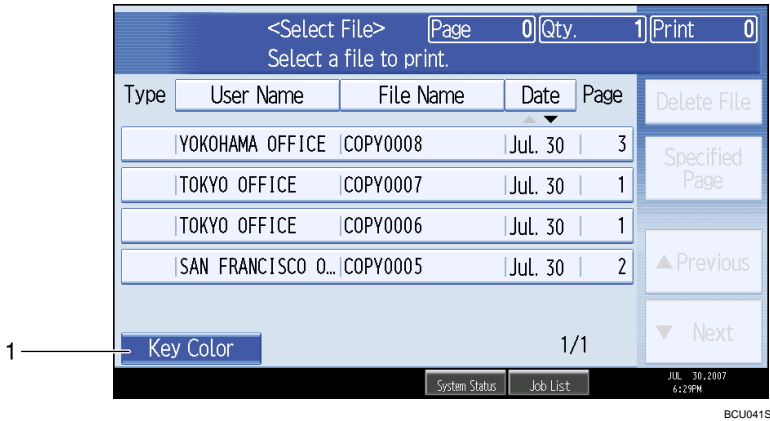 <Select File> Page 0 Qty. 1 Print 0
Select a file to print.
Type User Name File Name Date Page Delete File
▲ ▼
YOKOHAMA OFFICE COPY0008 Jul. 30 3
Specified
Page
TOKYO OFFICE COPY0007 Jul. 30 1
TOKYO OFFICE COPY0006 Jul. 30 1
SAN FRANCISCO O... COPY0005 Jul. 30 2
▲ Previous
1 Key Color 1/1 ▼ Next
System Status Job List JUL 30,2007
6:29PM
BCU041S